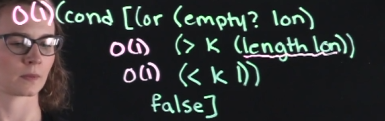 O(1) (cond [(or (empty? lon)
O(1) (> k (length lon))
O(1) (< k 1))
false]